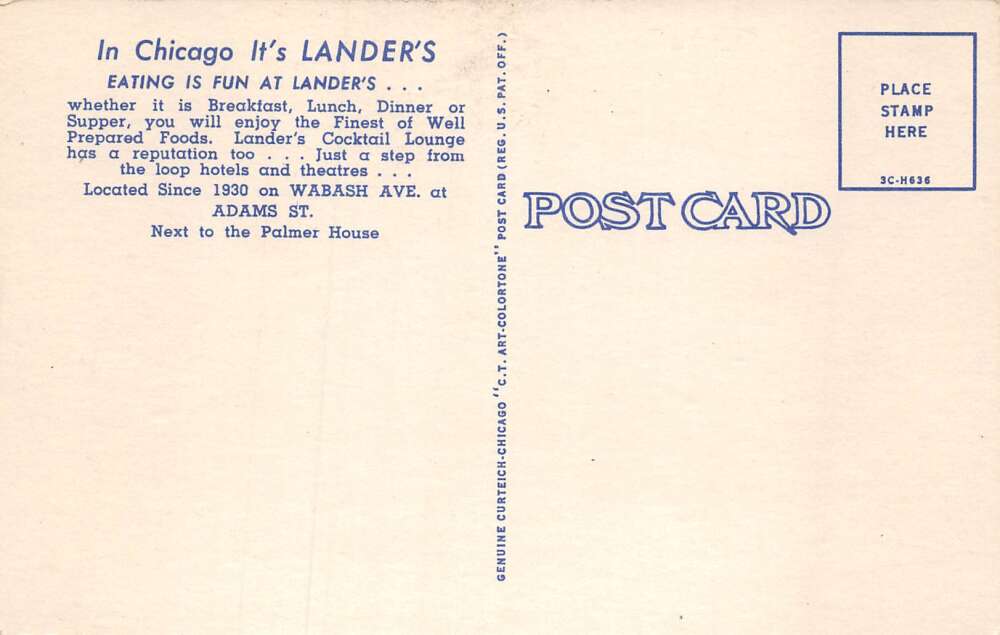 In Chicago It's LANDER'S
EATING IS FUN AT LANDER'S . . .
whether it is Breakfast, Lunch, Dinner or
Supper, you will enjoy the Finest of Well
Prepared Foods. Lander's Cocktail Lounge
has a reputation too . . . Just a step from
the loop hotels and theatres . . .
Located Since 1930 on WABASH AVE. at
ADAMS ST.
Next to the Palmer House
GENUINE CURTEICH-CHICAGO "C.T. ART-COLORTONE" POST CARD (REG. U.S. PAT. OFF.)
POST CARD
PLACE
STAMP
HERE
3C-H636